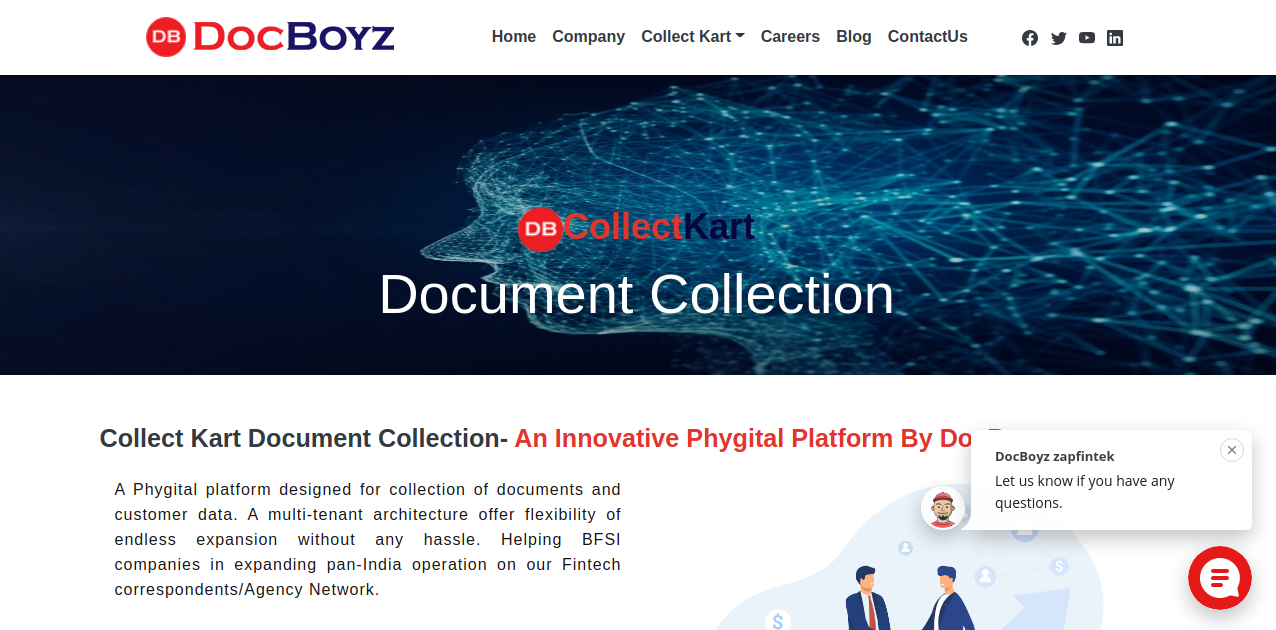 DB DocBoyz
Home Company Collect Kart Careers Blog ContactUs
DB CollectKart
Document Collection
Collect Kart Document Collection- An Innovative Phygital Platform By
DocBoyz zapfintek
Let us know if you have any
questions.
A Phygital platform designed for collection of documents and
customer data. A multi-tenant architecture offer flexibility of
endless expansion without any hassle. Helping BFSI
companies in expanding pan-India operation on our Fintech
correspondents/Agency Network.